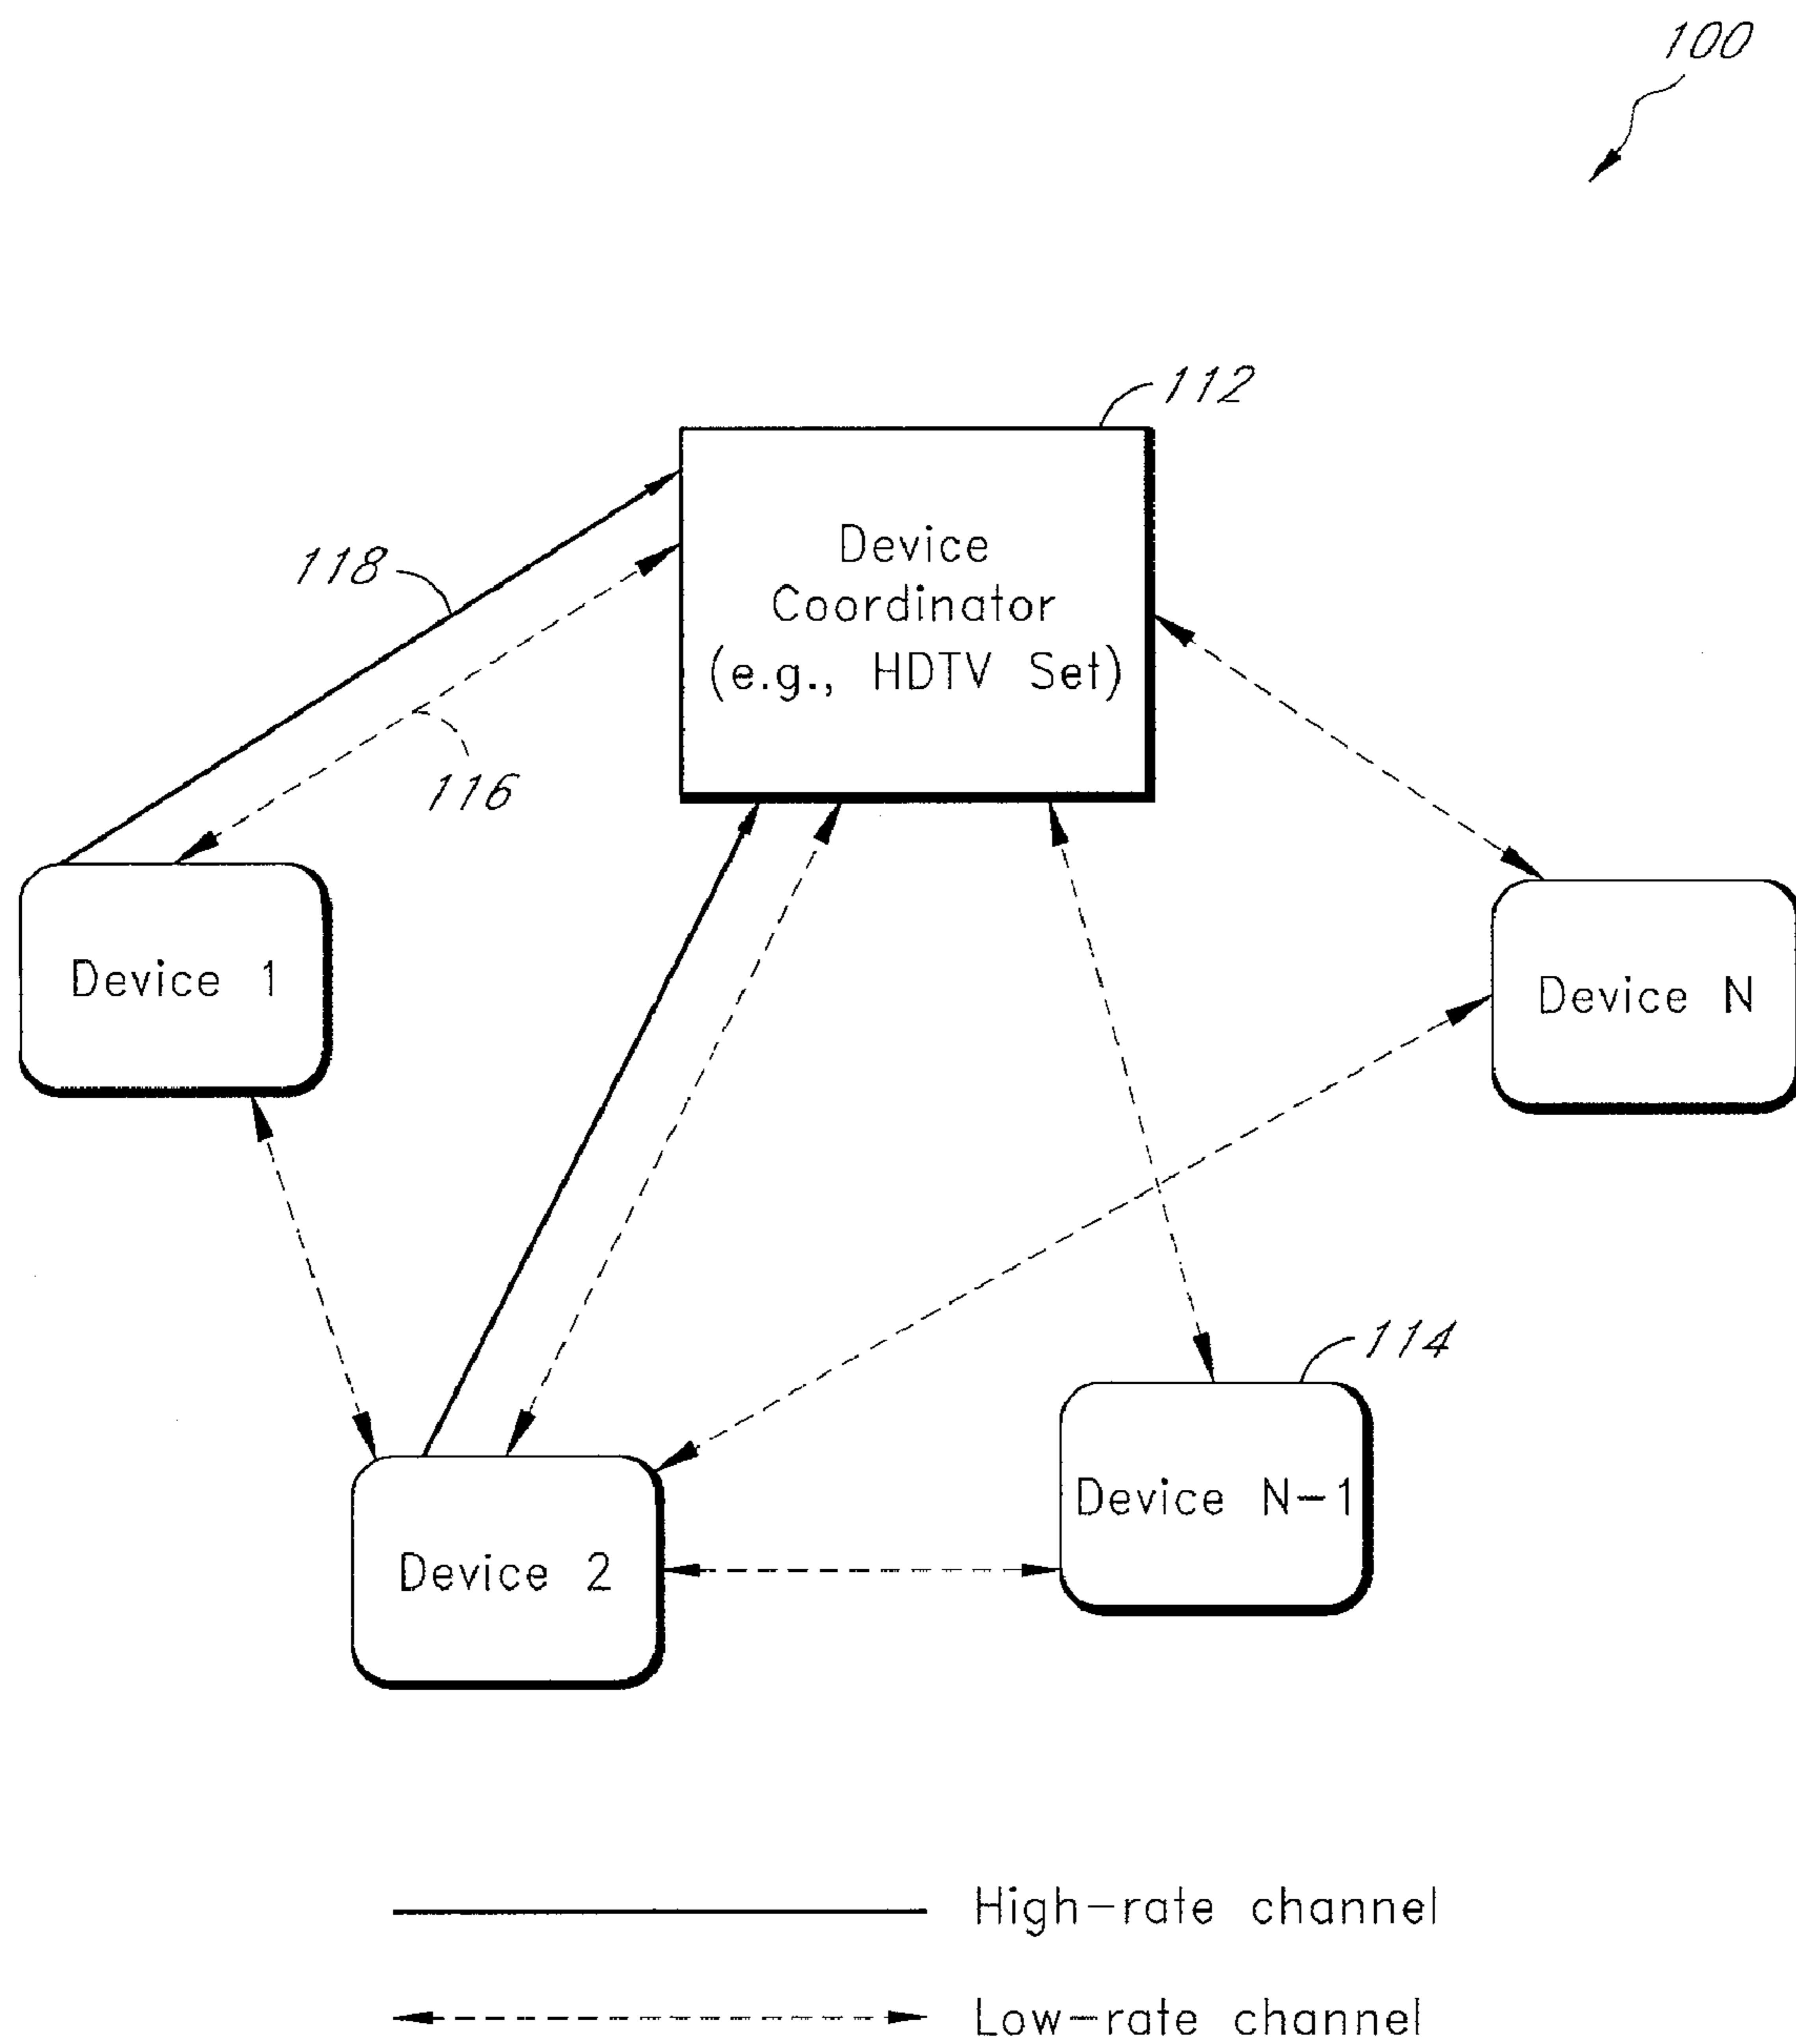 100
112
Device
Coordinator
(e.g., HDTV Set)
118
116
Device 1
Device N
114
Device N-1
Device 2
High-rate channel
Low-rate channel